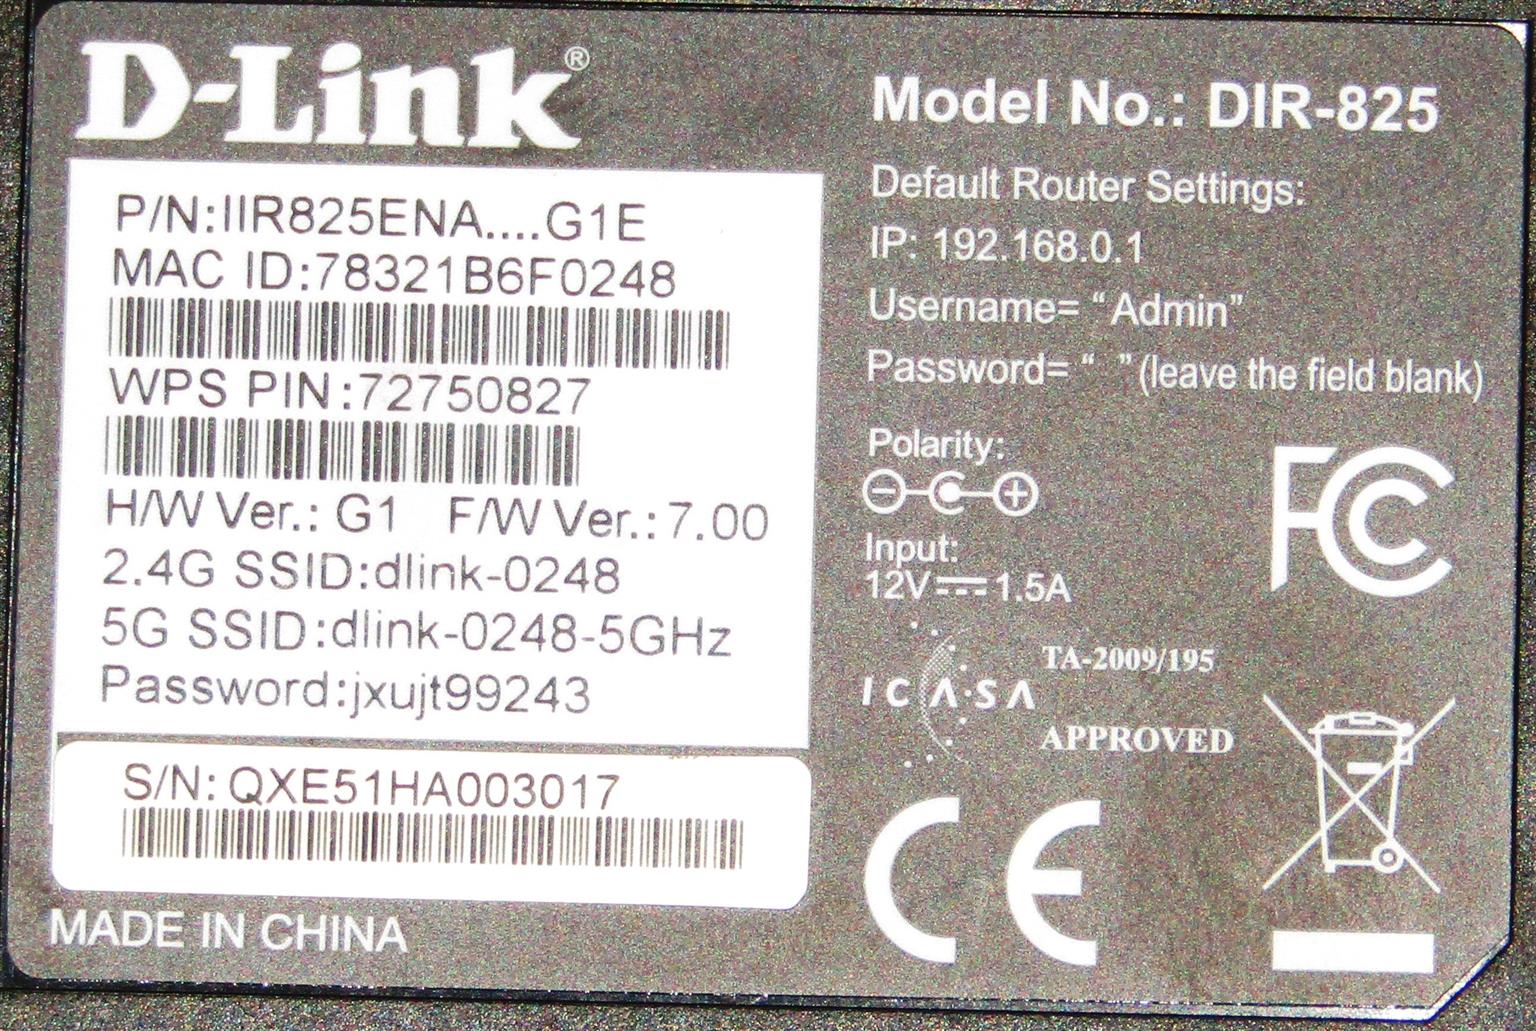 D-Link®
P/N:IIR825ENA....G1E
MAC ID:78321B6F0248
WPS PIN:72750827
H/W Ver.: G1 F/W Ver.: 7.00
2.4G SSID:dlink-0248
5G SSID:dlink-0248-5GHz
Password:jxujt99243
S/N: QXE51HA003017
MADE IN CHINA
Model No.: DIR-825
Default Router Settings:
IP: 192.168.0.1
Username= “Admin”
Password= “ ” (leave the field blank)
Polarity:
FC
Input:
12V⎓1.5A
TA-2009/195
ICASA
APPROVED
CE